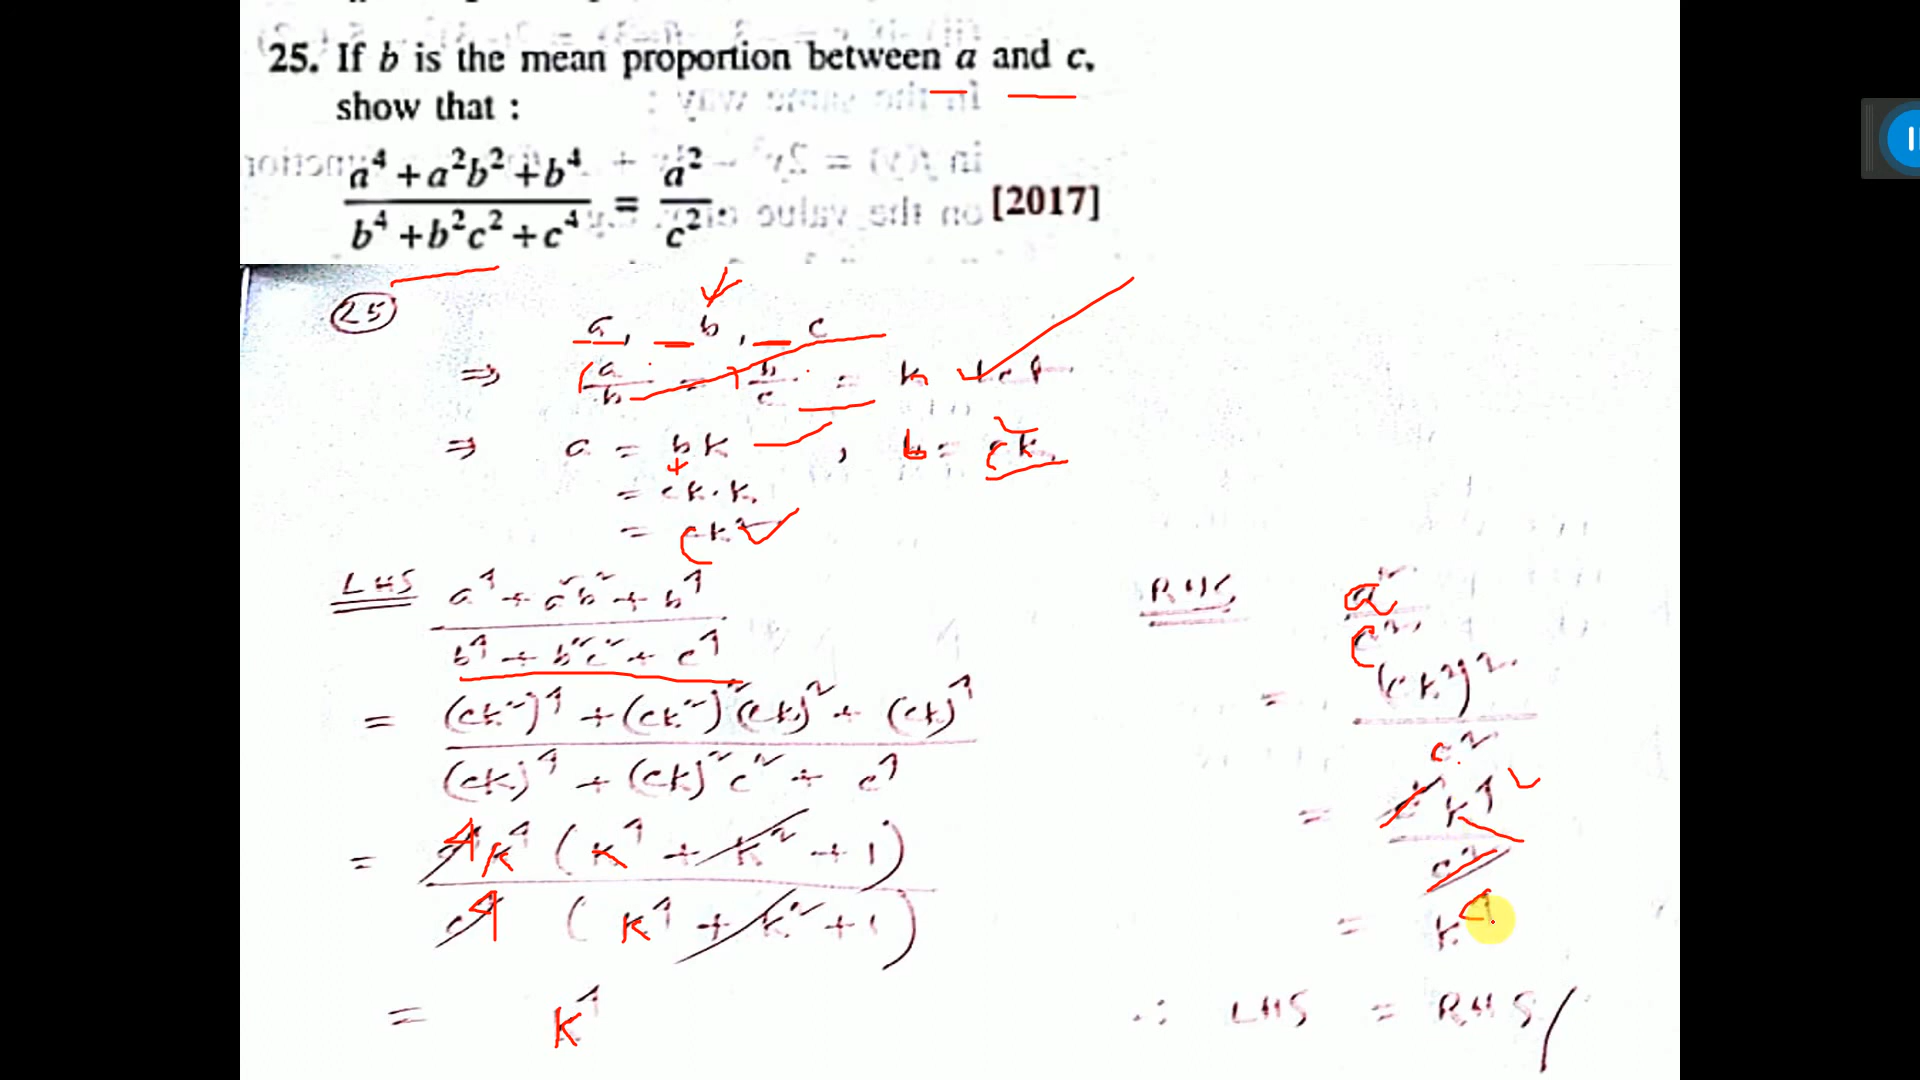 25. If b is the mean proportion between a and c,
show that :
a⁴ + a²b² + b⁴ / b⁴ + b²c² + c⁴ = a² / c² . [2017]
25
a, b, c
⇒ a/b = b/c = k let
⇒ a = bk , b = ck
= ck.k
= ck²
LHS a⁴ + a²b² + b⁴ / b⁴ + b²c² + c⁴
= (ck²)⁴ + (ck²)²(ck)² + (ck)⁴ / (ck)⁴ + (ck)²c² + c⁴
= c⁴k⁴ (k⁴ + k² + 1) / c⁴ (k⁴ + k² + 1)
= k⁴
RHS a² / c²
= (ck²)² / c²
= c²k⁴ / c²
= k⁴
∴ LHS = RHS